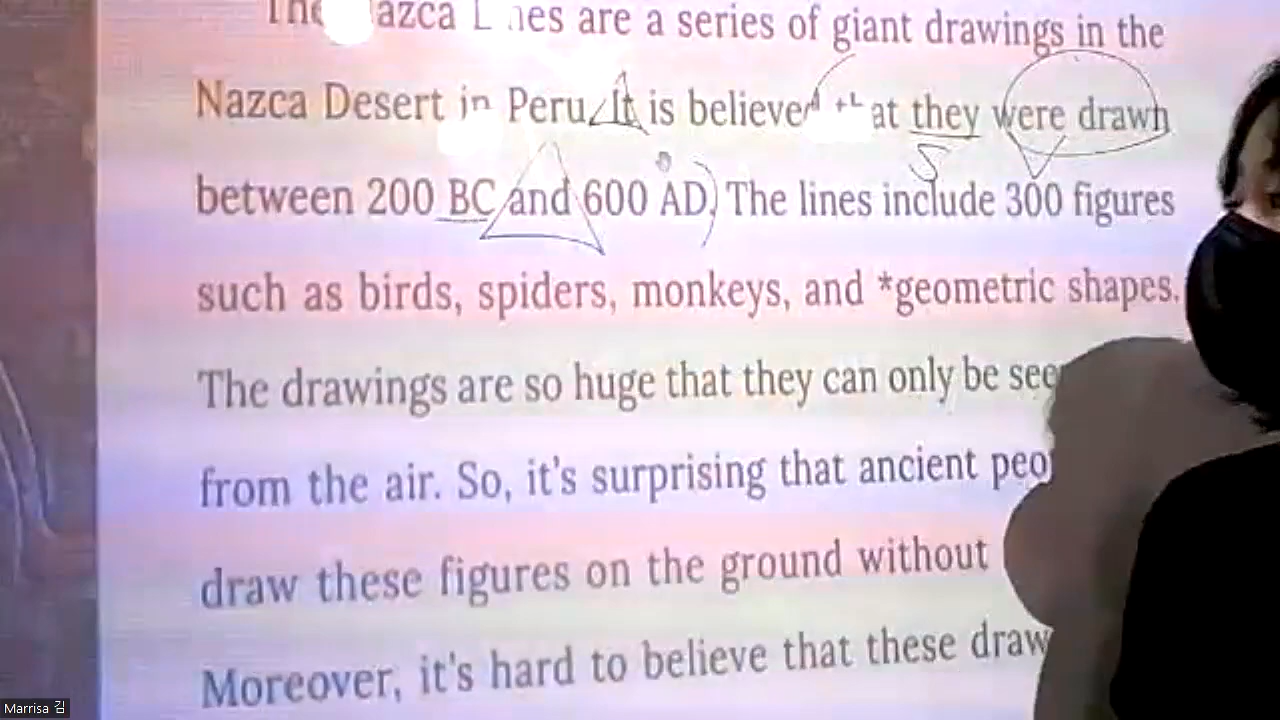 The Nazca Lines are a series of giant drawings in the
Nazca Desert in Peru. It is believed that they were drawn
S V
between 200 BC and 600 AD. The lines include 300 figures
such as birds, spiders, monkeys, and *geometric shapes.
The drawings are so huge that they can only be
from the air. So, it's surprising that ancient
draw these figures on the ground without
Moreover, it's hard to believe that these
Marrisa 김